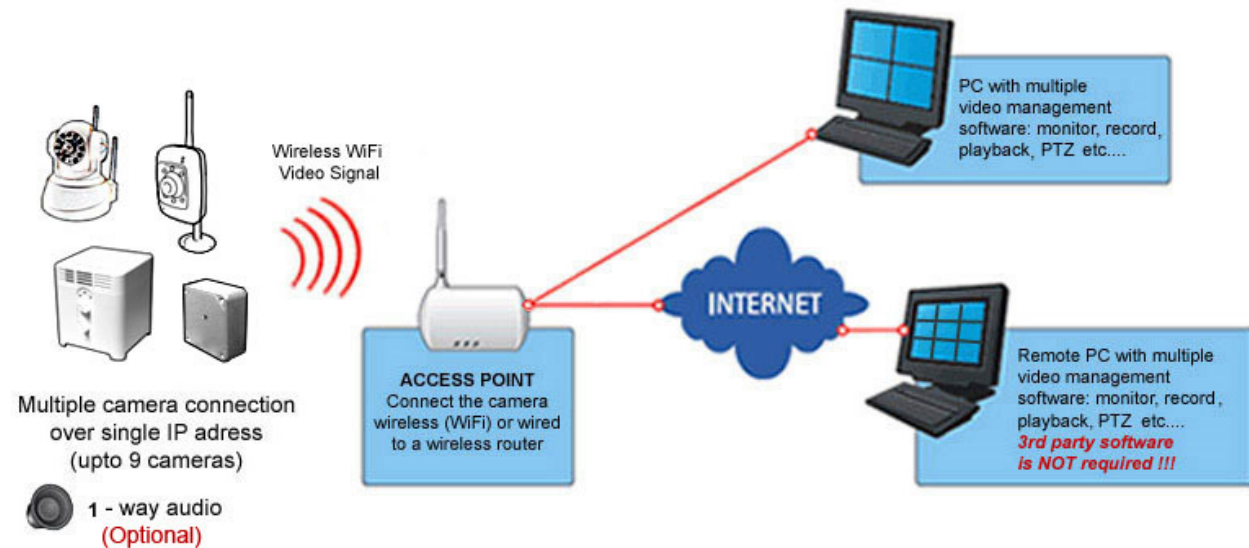 Wireless WiFi
Video Signal
Multiple camera connection
over single IP adress
(upto 9 cameras)
1 - way audio
(Optional)
ACCESS POINT
Connect the camera
wireless (WiFi) or wired
to a wireless router
INTERNET
PC with multiple
video management
software: monitor, record,
playback, PTZ etc....
Remote PC with multiple
video management
software: monitor, record,
playback, PTZ etc....
3rd party software
is NOT required !!!